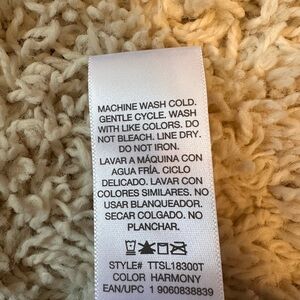 MACHINE WASH COLD.
GENTLE CYCLE. WASH
WITH LIKE COLORS. DO
NOT BLEACH. LINE DRY.
DO NOT IRON.
LAVAR A MÁQUINA CON
AGUA FRÍA. CICLO
DELICADO. LAVAR CON
COLORES SIMILARES. NO
USAR BLANQUEADOR.
SECAR COLGADO. NO
PLANCHAR.
STYLE# TTSL18300T
COLOR HARMONY
EAN/UPC 1 9060838839